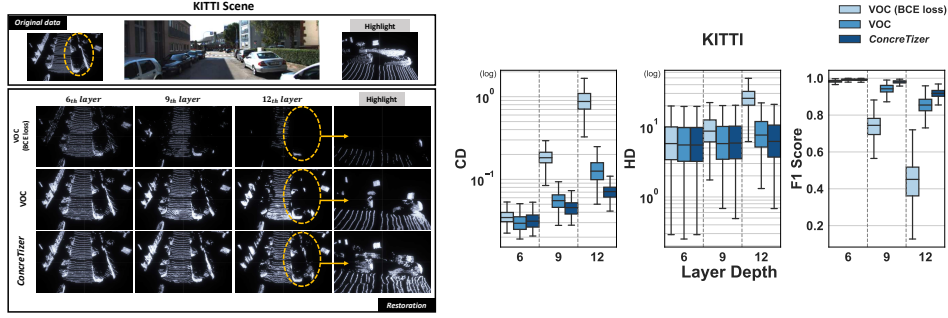 KITTI Scene
Original data
Highlight
6th layer
9th layer
12th layer
Highlight
VOC
(BCE loss)
VOC
ConcreTizer
Restoration
VOC (BCE loss)
VOC
ConcreTizer
KITTI
(log)
10^0
10^-1
CD
6
9
12
(log)
10^1
10^0
HD
6
9
12
Layer Depth
1.0
0.8
0.6
0.4
0.2
F1 Score
6
9
12